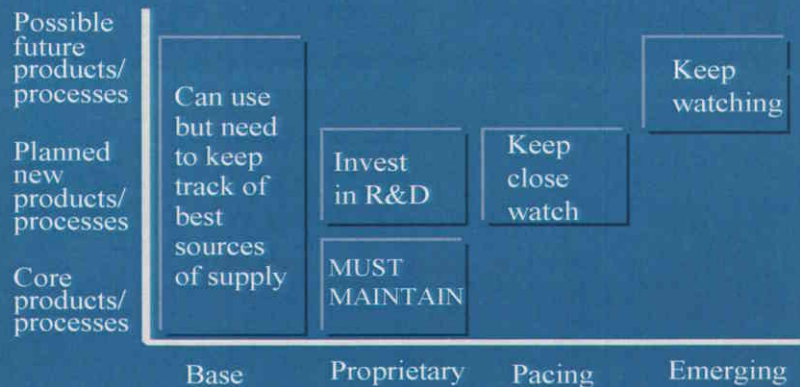 Possible
future
products/
processes
Planned
new
products/
processes
Core
products/
processes
Can use
but need
to keep
track of
best
sources
of supply
Invest
in R&D
MUST
MAINTAIN
Keep
close
watch
Keep
watching
Base
Proprietary
Pacing
Emerging